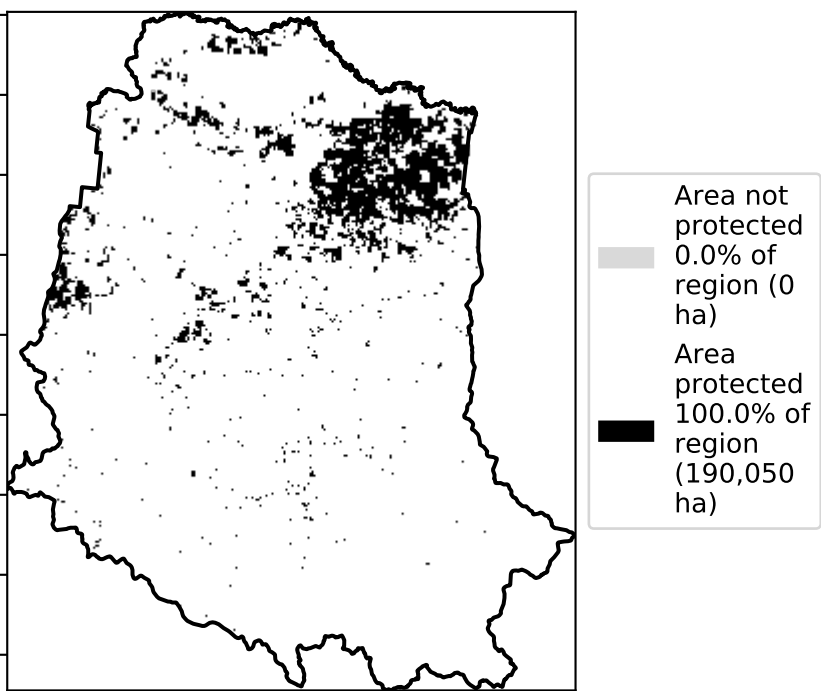 Area not
protected
0.0% of
region (0
ha)
Area
protected
100.0% of
region
(190,050
ha)